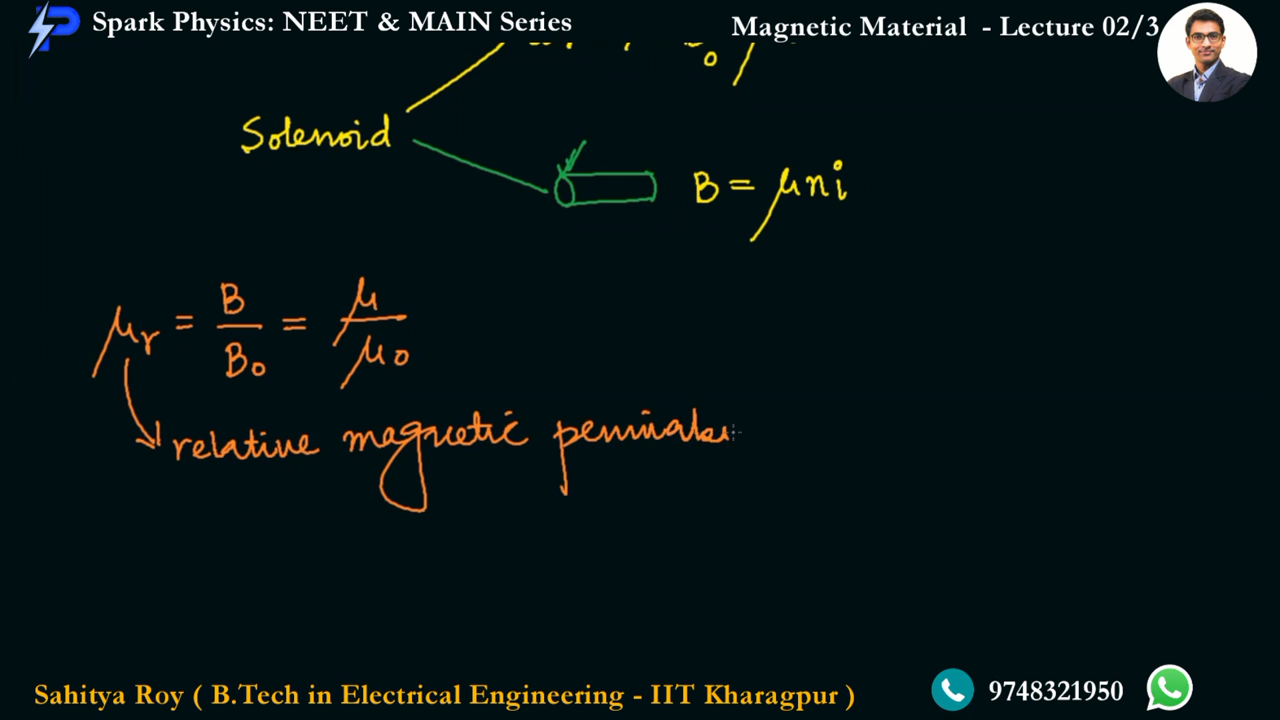 Spark Physics: NEET & MAIN Series
Magnetic Material - Lecture 02/3
Solenoid
B = μni
μr = B/B₀ = μ/μ₀
relative magnetic
Sahitya Roy ( B.Tech in Electrical Engineering - IIT Kharagpur )
9748321950